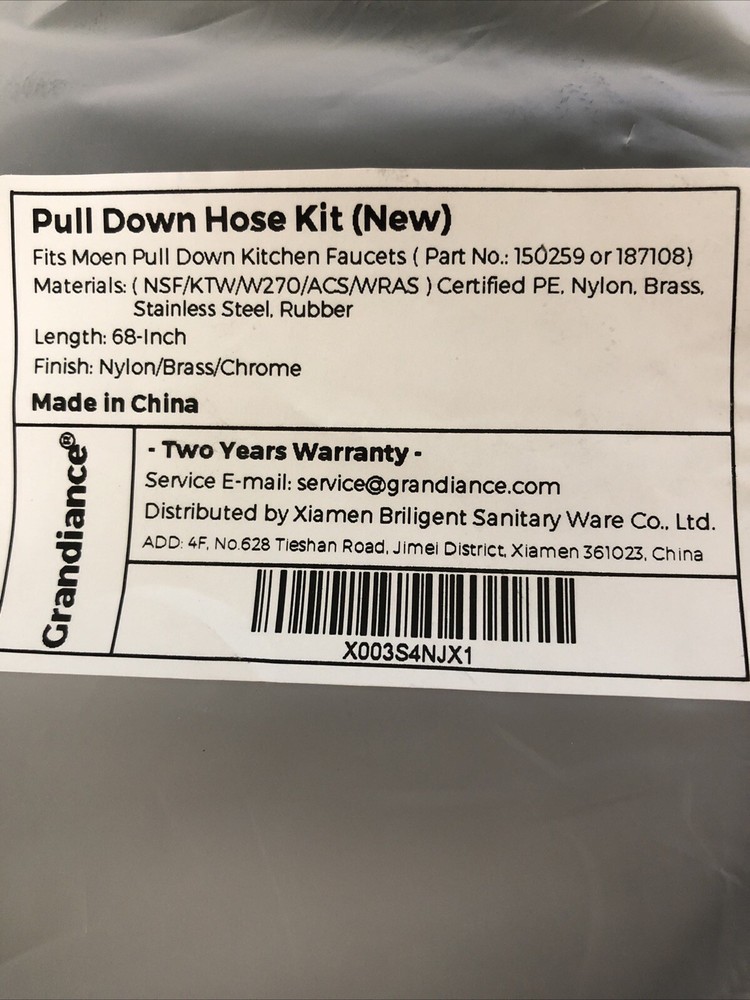 Pull Down Hose Kit (New)
Fits Moen Pull Down Kitchen Faucets ( Part No.: 150259 or 187108)
Materials: ( NSF/KTW/W270/ACS/WRAS ) Certified PE, Nylon, Brass,
Stainless Steel, Rubber
Length: 68-Inch
Finish: Nylon/Brass/Chrome
Made in China
Grandiance®
- Two Years Warranty -
Service E-mail: service@grandiance.com
Distributed by Xiamen Briligent Sanitary Ware Co., Ltd.
ADD: 4F, No.628 Tieshan Road, Jimei District, Xiamen 361023, China
X003S4NJX1